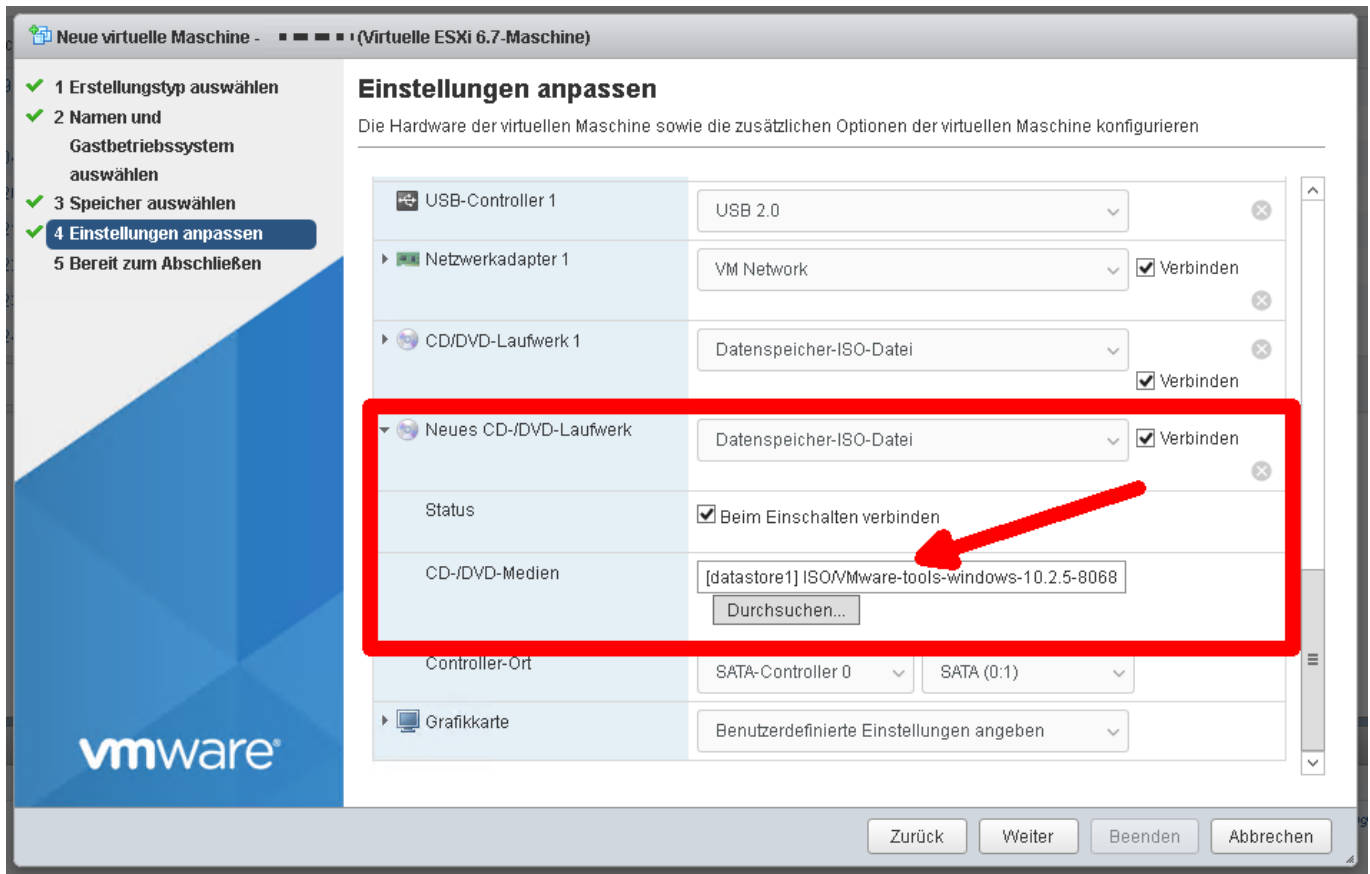 Neue virtuelle Maschine - (Virtuelle ESXi 6.7-Maschine)
1 Erstellungstyp auswählen
2 Namen und
Gastbetriebssystem
auswählen
3 Speicher auswählen
4 Einstellungen anpassen
5 Bereit zum Abschließen
vmware®
Einstellungen anpassen
Die Hardware der virtuellen Maschine sowie die zusätzlichen Optionen der virtuellen Maschine konfigurieren
USB-Controller 1 USB 2.0
Netzwerkadapter 1 VM Network Verbinden
CD/DVD-Laufwerk 1 Datenspeicher-ISO-Datei
Verbinden
Neues CD-/DVD-Laufwerk Datenspeicher-ISO-Datei Verbinden
Status Beim Einschalten verbinden
CD-/DVD-Medien [datastore1] ISO/VMware-tools-windows-10.2.5-8068
Durchsuchen...
Controller-Ort SATA-Controller 0 SATA (0:1)
Grafikkarte Benutzerdefinierte Einstellungen angeben
Zurück Weiter Beenden Abbrechen